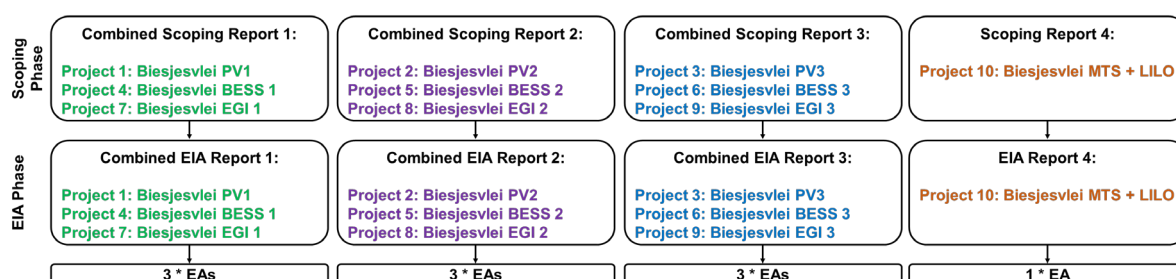 Scoping
Phase
Combined Scoping Report 1:
Project 1: Biesjesvlei PV1
Project 4: Biesjesvlei BESS 1
Project 7: Biesjesvlei EGI 1
Combined Scoping Report 2:
Project 2: Biesjesvlei PV2
Project 5: Biesjesvlei BESS 2
Project 8: Biesjesvlei EGI 2
Combined Scoping Report 3:
Project 3: Biesjesvlei PV3
Project 6: Biesjesvlei BESS 3
Project 9: Biesjesvlei EGI 3
Scoping Report 4:
Project 10: Biesjesvlei MTS + LILO
EIA Phase
Combined EIA Report 1:
Project 1: Biesjesvlei PV1
Project 4: Biesjesvlei BESS 1
Project 7: Biesjesvlei EGI 1
Combined EIA Report 2:
Project 2: Biesjesvlei PV2
Project 5: Biesjesvlei BESS 2
Project 8: Biesjesvlei EGI 2
Combined EIA Report 3:
Project 3: Biesjesvlei PV3
Project 6: Biesjesvlei BESS 3
Project 9: Biesjesvlei EGI 3
EIA Report 4:
Project 10: Biesjesvlei MTS + LILO
3 * EAs
3 * EAs
3 * EAs
1 * EA